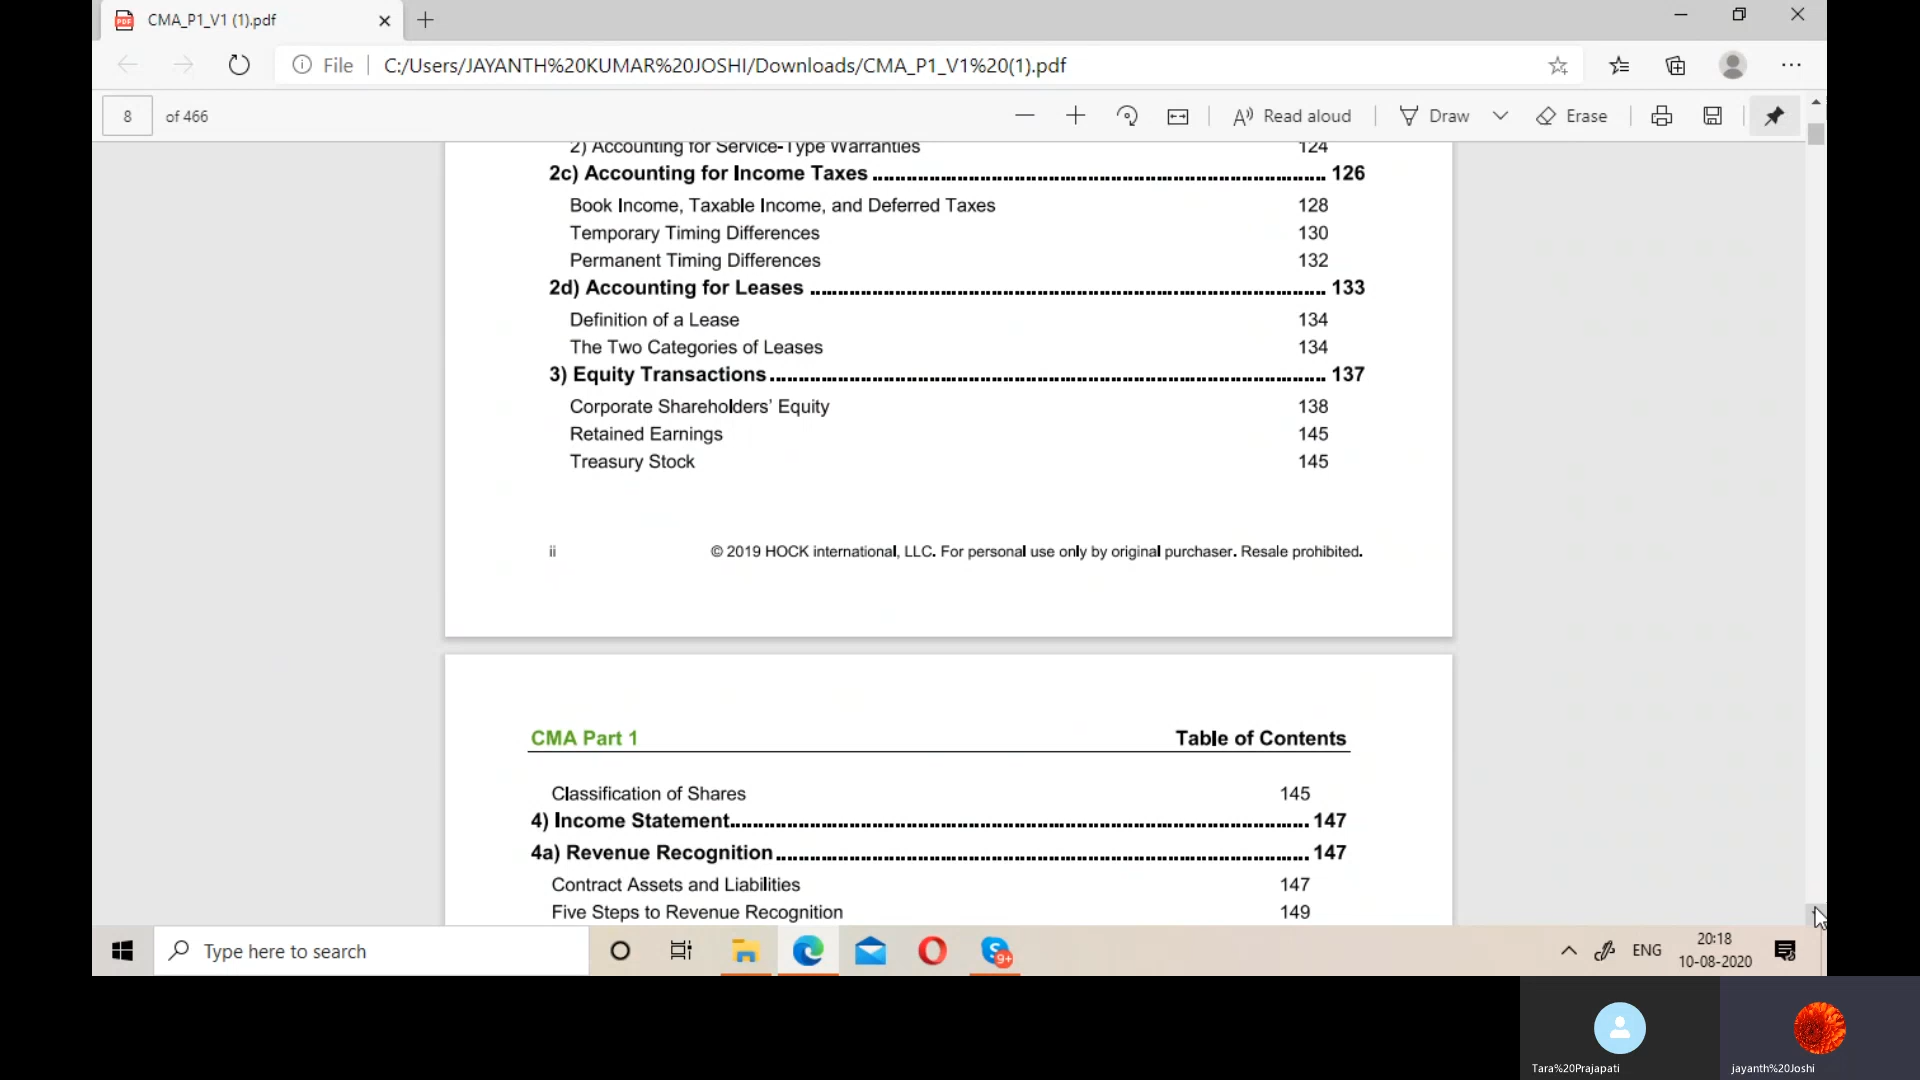 CMA_P1_V1 (1).pdf
File
C:/Users/JAYANTH%20KUMAR%20JOSHI/Downloads/CMA_P1_V1%20(1).pdf
8 of 466
Read aloud
Draw
Erase
2) Accounting for Service-Type Warranties 124
2c) Accounting for Income Taxes 126
Book Income, Taxable Income, and Deferred Taxes 128
Temporary Timing Differences 130
Permanent Timing Differences 132
2d) Accounting for Leases 133
Definition of a Lease 134
The Two Categories of Leases 134
3) Equity Transactions 137
Corporate Shareholders' Equity 138
Retained Earnings 145
Treasury Stock 145
ii © 2019 HOCK international, LLC. For personal use only by original purchaser. Resale prohibited.
CMA Part 1 Table of Contents
Classification of Shares 145
4) Income Statement 147
4a) Revenue Recognition 147
Contract Assets and Liabilities 147
Five Steps to Revenue Recognition 149
Type here to search
9+
ENG
20:18
10-08-2020
Tara%20Prajapati
jayanth%20Joshi